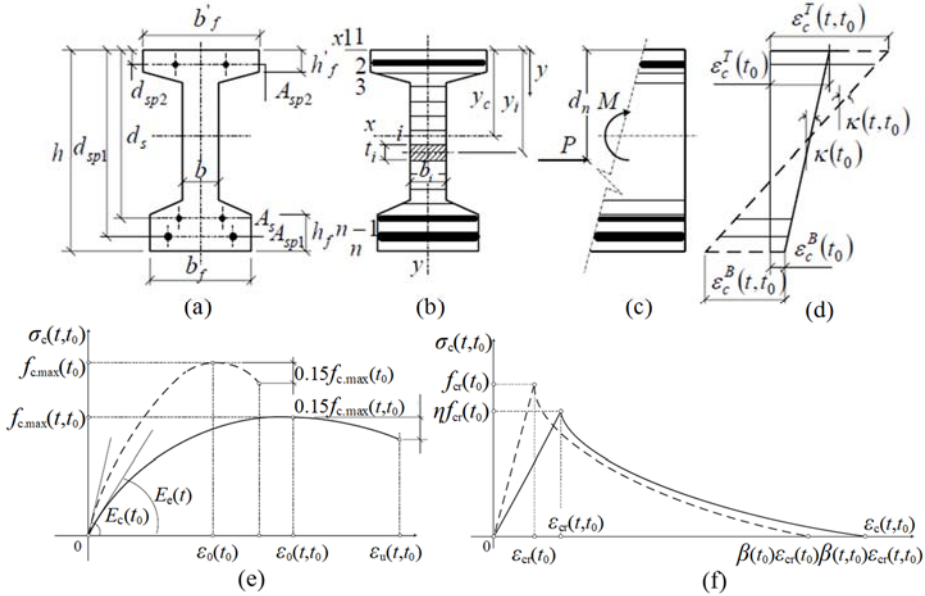 b'f
h'f
dsp2
Asp2
ds
dsp1
h
b
As
Asp1
hf
b'f
(a)
x11
2
3
yc
yi
y
x
i
ti
bi
n-1
n
y
(b)
dn
M
P
(c)
εcT(t,t0)
εcT(t0)
κ(t,t0)
κ(t0)
εcB(t0)
εcB(t,t0)
(d)
σc(t,t0)
fc.max(t0)
0.15fc.max(t0)
fc.max(t,t0)
0.15fc.max(t,t0)
Ee(t)
Ec(t0)
0
ε0(t0)
ε0(t,t0)
εu(t,t0)
(e)
σc(t,t0)
fcr(t0)
ηfcr(t0)
εcr(t,t0)
εc(t,t0)
0
εcr(t0)
β(t0)εcr(t0)β(t,t0)εcr(t,t0)
(f)